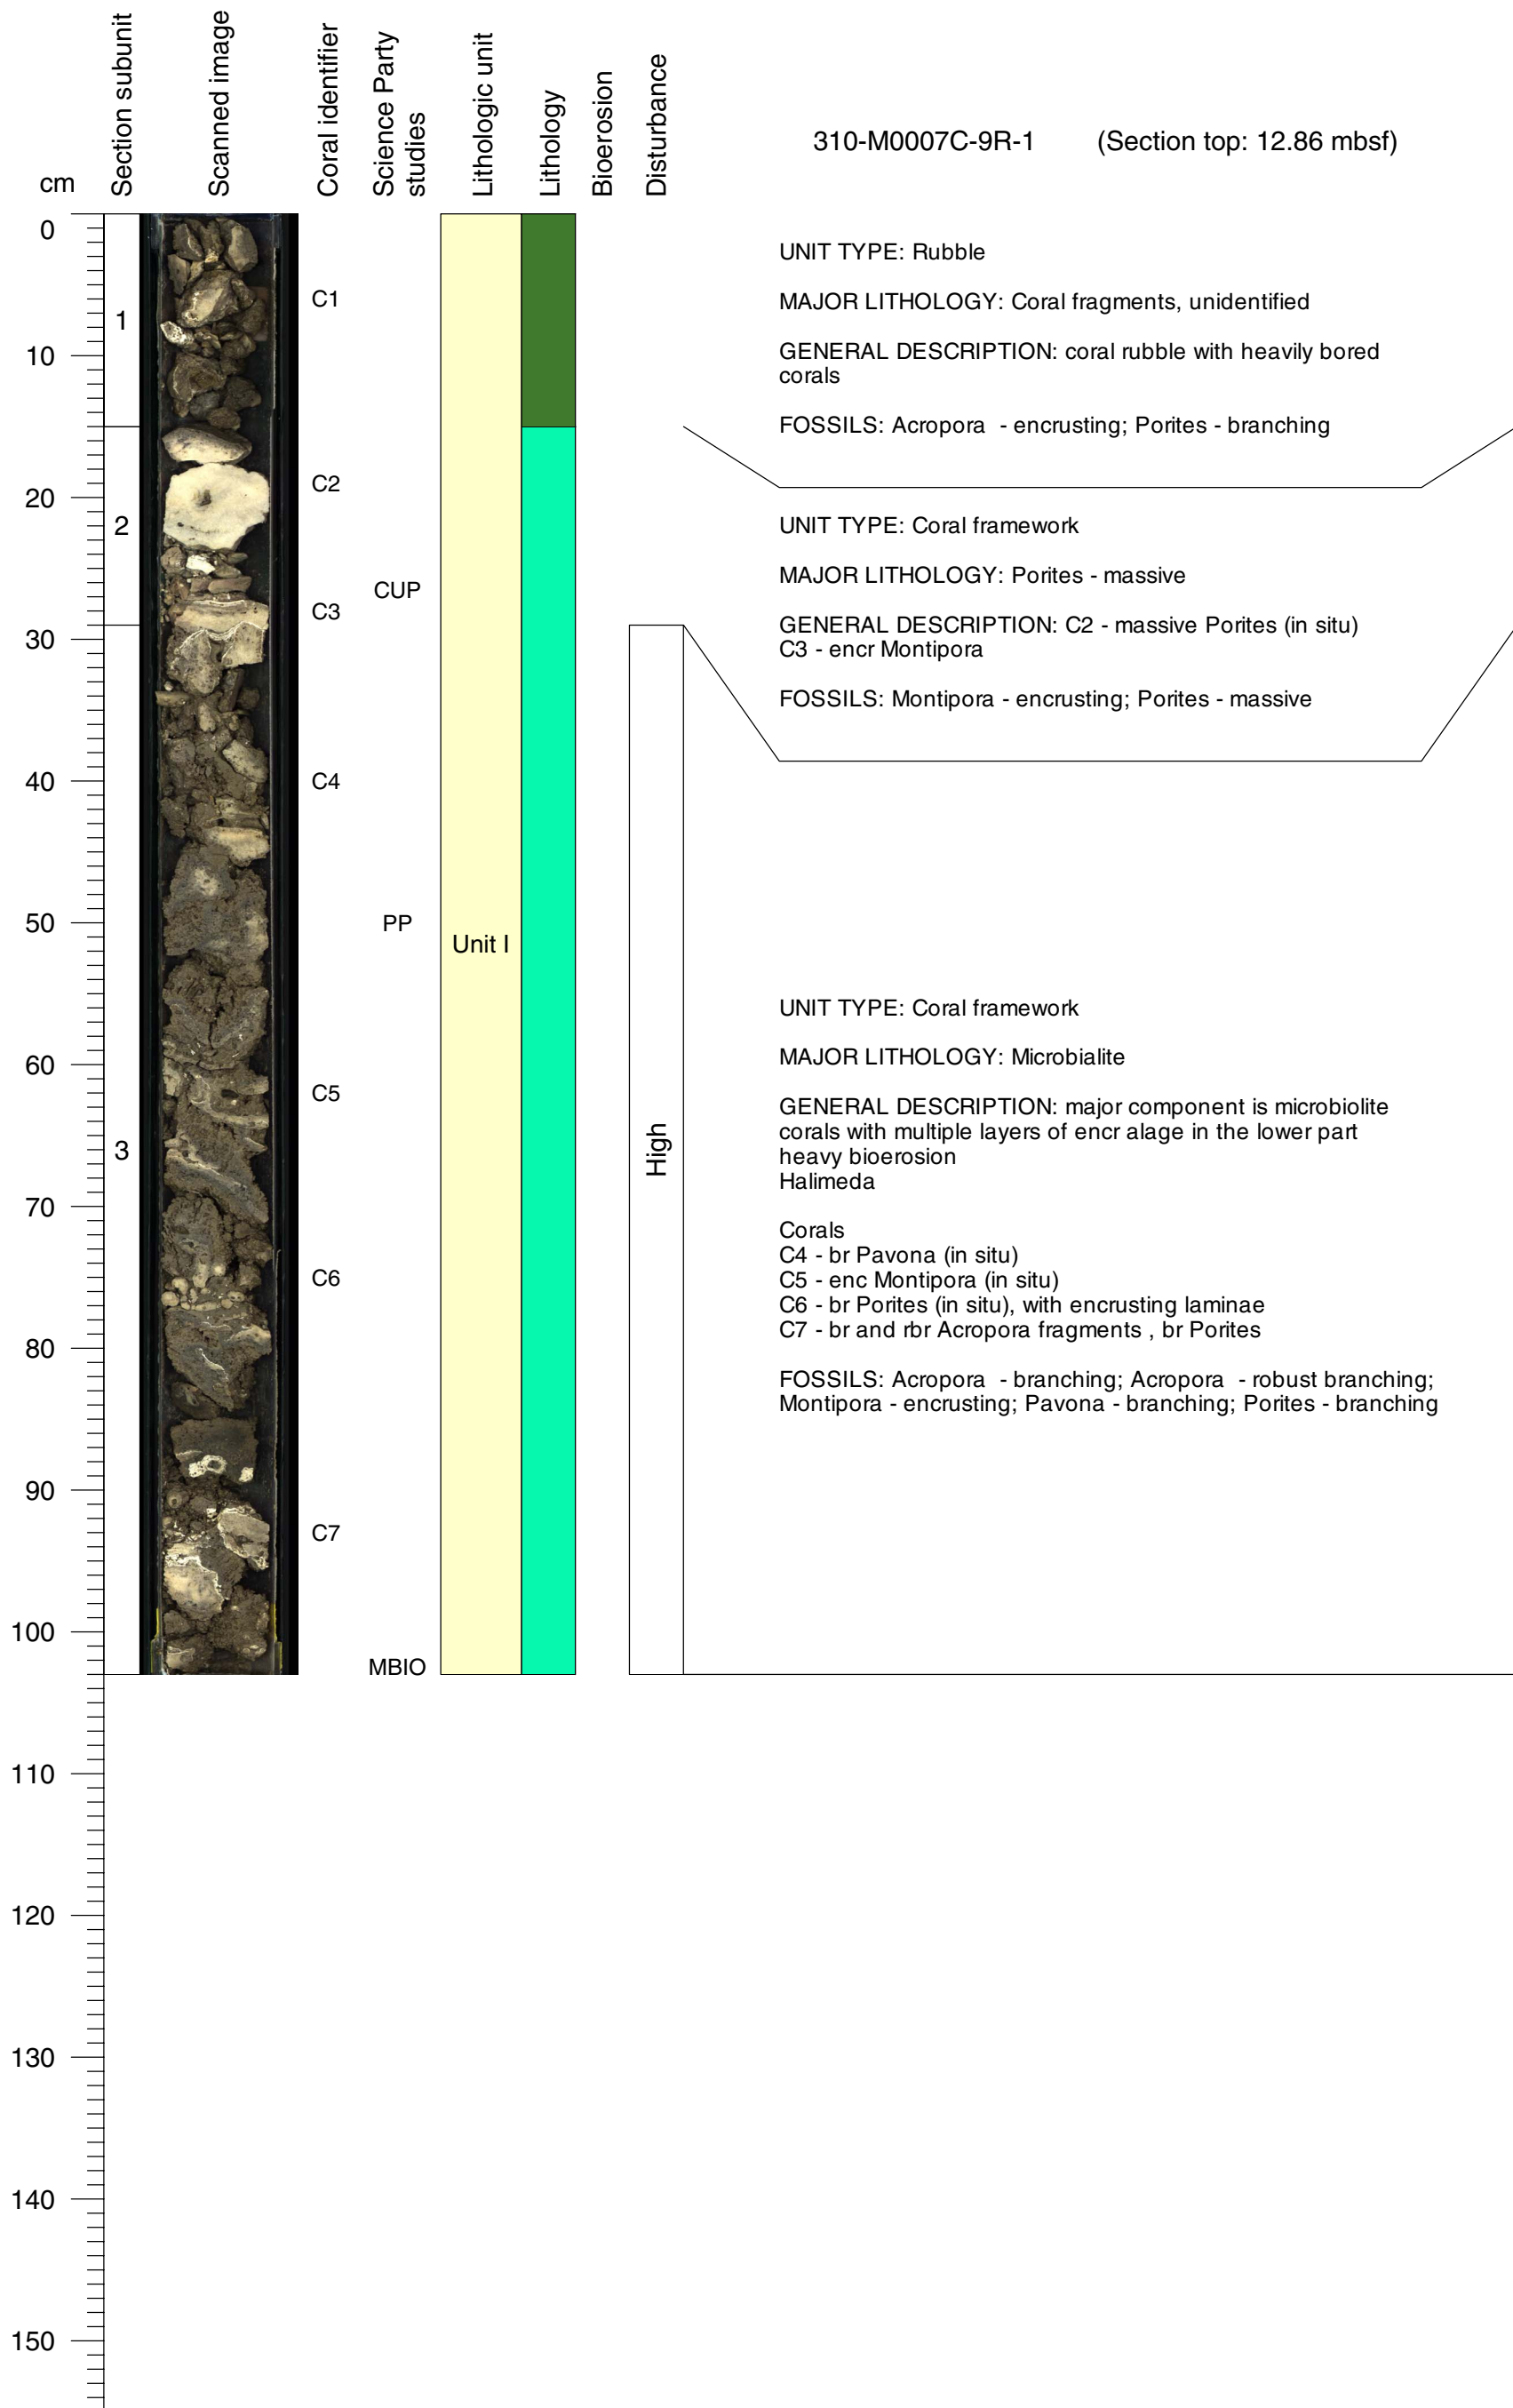 Section subunit
Scanned image
Coral identifier
Science Party
studies
Lithologic unit
Lithology
Bioerosion
Disturbance
310-M0007C-9R-1 (Section top: 12.86 mbsf)
cm
0
10
20
30
40
50
60
70
80
90
100
110
120
130
140
150
1
2
3
C1
C2
C3
C4
C5
C6
C7
CUP
PP
MBIO
Unit I
High
UNIT TYPE: Rubble
MAJOR LITHOLOGY: Coral fragments, unidentified
GENERAL DESCRIPTION: coral rubble with heavily bored
corals
FOSSILS: Acropora - encrusting; Porites - branching
UNIT TYPE: Coral framework
MAJOR LITHOLOGY: Porites - massive
GENERAL DESCRIPTION: C2 - massive Porites (in situ)
C3 - encr Montipora
FOSSILS: Montipora - encrusting; Porites - massive
UNIT TYPE: Coral framework
MAJOR LITHOLOGY: Microbialite
GENERAL DESCRIPTION: major component is microbiolite
corals with multiple layers of encr alage in the lower part
heavy bioerosion
Halimeda
Corals
C4 - br Pavona (in situ)
C5 - enc Montipora (in situ)
C6 - br Porites (in situ), with encrusting laminae
C7 - br and rbr Acropora fragments , br Porites
FOSSILS: Acropora - branching; Acropora - robust branching;
Montipora - encrusting; Pavona - branching; Porites - branching